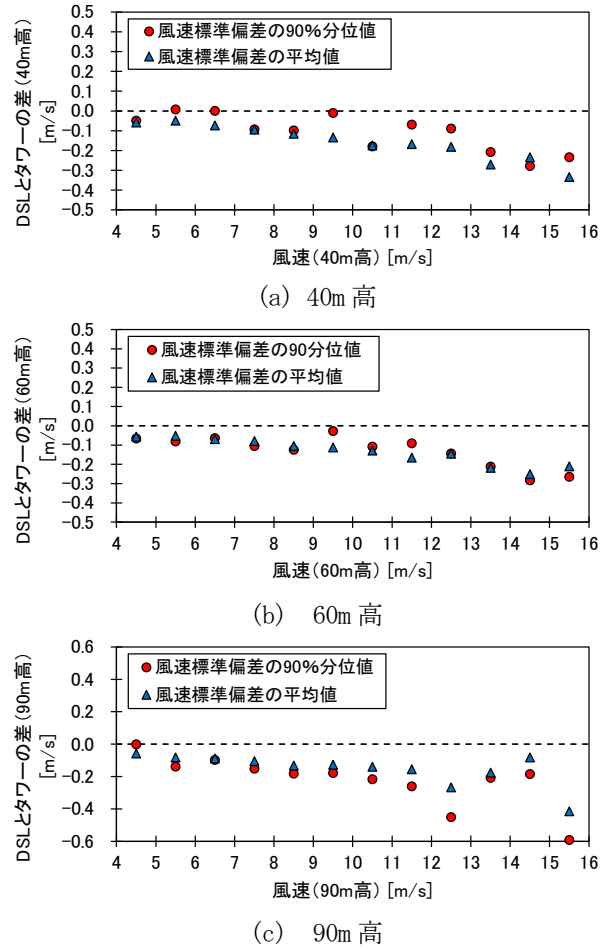 DSLとタワーの差(40m高)
[m/s]
0.5
0.4
0.3
0.2
0.1
0.0
-0.1
-0.2
-0.3
-0.4
-0.5
風速標準偏差の90%分位値
風速標準偏差の平均値
4 5 6 7 8 9 10 11 12 13 14 15 16
風速(40m高) [m/s]
(a) 40m 高
DSLとタワーの差(60m高)
[m/s]
0.5
0.4
0.3
0.2
0.1
0.0
-0.1
-0.2
-0.3
-0.4
-0.5
風速標準偏差の90分位値
風速標準偏差の平均値
4 5 6 7 8 9 10 11 12 13 14 15 16
風速(60m高) [m/s]
(b) 60m 高
DSLとタワーの差(90m高)
[m/s]
0.6
0.4
0.2
0.0
-0.2
-0.4
-0.6
風速標準偏差の90%分位値
風速標準偏差の平均値
4 5 6 7 8 9 10 11 12 13 14 15 16
風速(90m高) [m/s]
(c) 90m 高